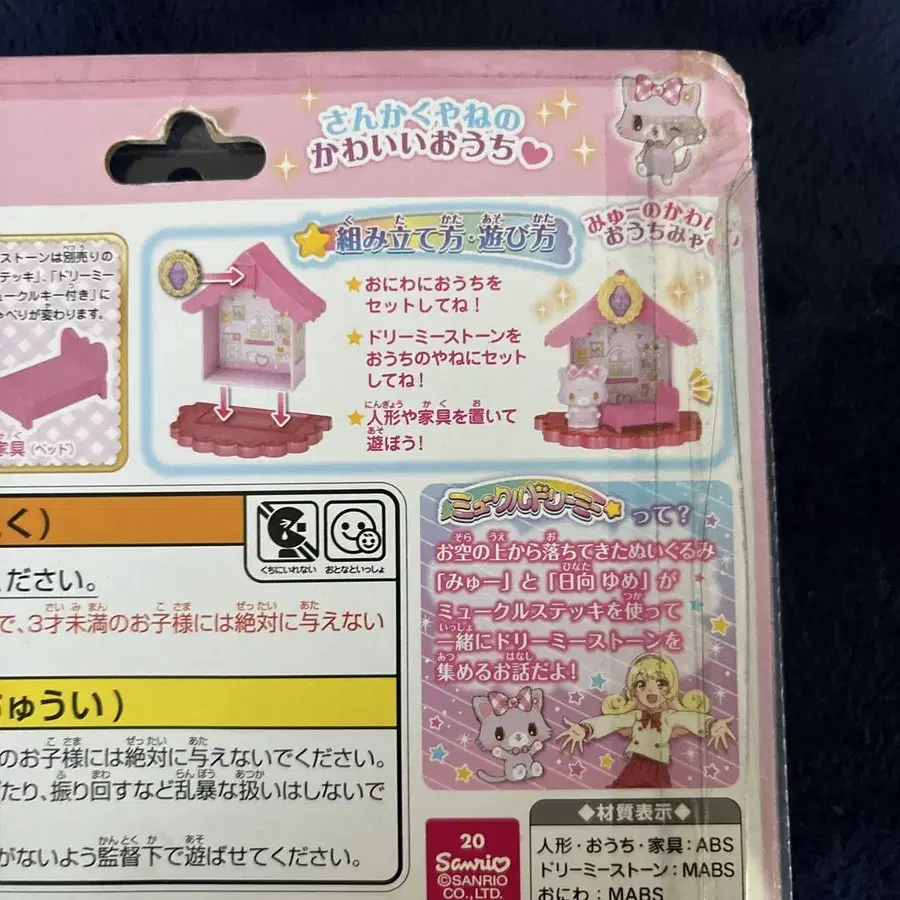 さんかくやねの
かわいいおうち♥
みゅーのかわいい
おうちみゃ
ストーンは別売りの
ステッキ」、「ドリーミー
ュークルキー付き」に
ゃべりが変わります。
家具(ベッド)
組み立て方・遊び方
★おにわにおうちを
セットしてね!
★ドリーミーストーンを
おうちのやねにセット
してね!
★人形や家具を置いて
遊ぼう!
く)
くちにいれない おとなといっしょ
ください。
で、3才未満のお子様には絶対に与えない
ゅうい)
のお子様には絶対に与えないでください。
たり、振り回すなど乱暴な扱いはしないで
がないよう監督下で遊ばせてください。
ミュークルドリーミー★って?
お空の上から落ちてきたぬいぐるみ
「みゅー」と「日向 ゆめ」が
ミュークルステッキを使って
一緒にドリーミーストーンを
集めるお話だよ!
20
Sanrio
©SANRIO
CO.,LTD.
◆材質表示◆
人形・おうち・家具:ABS
ドリーミーストーン:MABS
おにわ:MABS